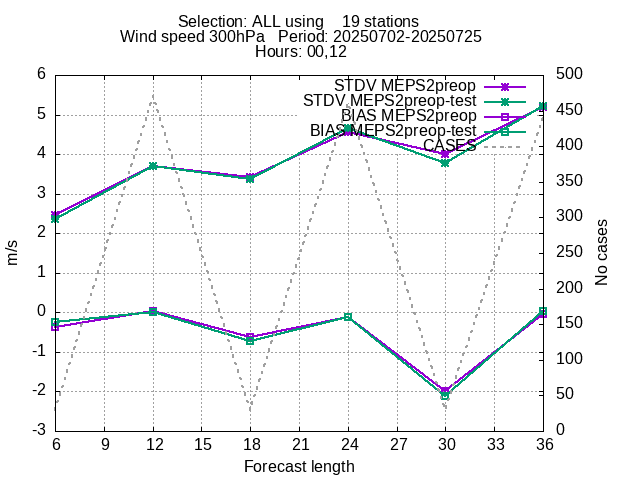 Selection: ALL using 19 stations
Wind speed 300hPa Period: 20250702-20250725
Hours: 00,12
STDV MEPS2preop
STDV MEPS2preop-test
BIAS MEPS2preop
BIAS MEPS2preop-test
CASES
6
5
4
3
2
1
0
-1
-2
-3
m/s
500
450
400
350
300
250
200
150
100
50
0
No cases
6 9 12 15 18 21 24 27 30 33 36
Forecast length